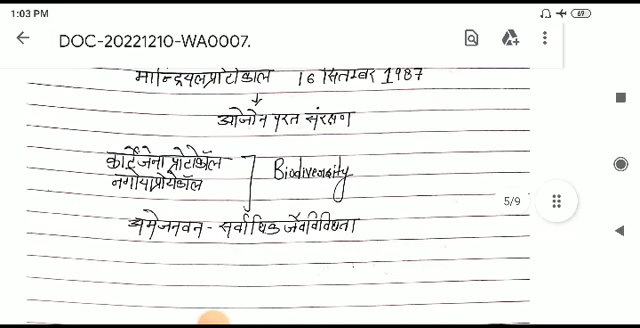 1:03 PM
69
DOC-20221210-WA0007.
मान्द्रियलप्रोटोकाल 16 सितम्बर 1987
↓
ओजोन परत संरक्षण
कार्टेजेना प्रोटोकॉल
नगोयाप्रोटोकॉल
Biodiversity
अमेजनवन - सर्वाधिक जैवविविधता
5/9